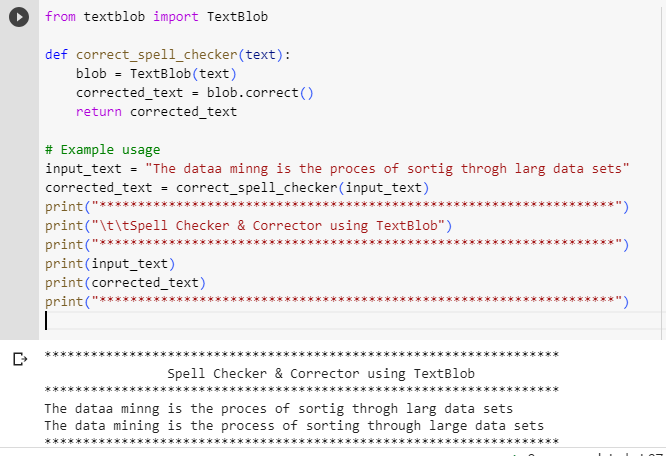 from textblob import TextBlob
def correct_spell_checker(text):
    blob = TextBlob(text)
    corrected_text = blob.correct()
    return corrected_text
# Example usage
input_text = "The dataa minng is the proces of sortig throgh larg data sets"
corrected_text = correct_spell_checker(input_text)
print("*******************************************************************")
print("\t\tSpell Checker & Corrector using TextBlob")
print("*******************************************************************")
print(input_text)
print(corrected_text)
print("*******************************************************************")
*******************************************************************
                Spell Checker & Corrector using TextBlob
*******************************************************************
The dataa minng is the proces of sortig throgh larg data sets
The data mining is the process of sorting through large data sets
*******************************************************************